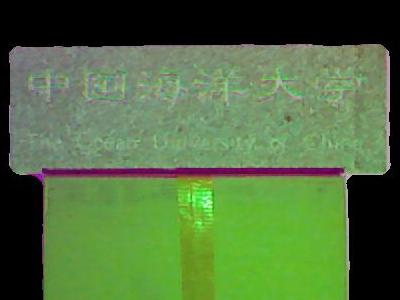 中国海洋大学
The Ocean University of China